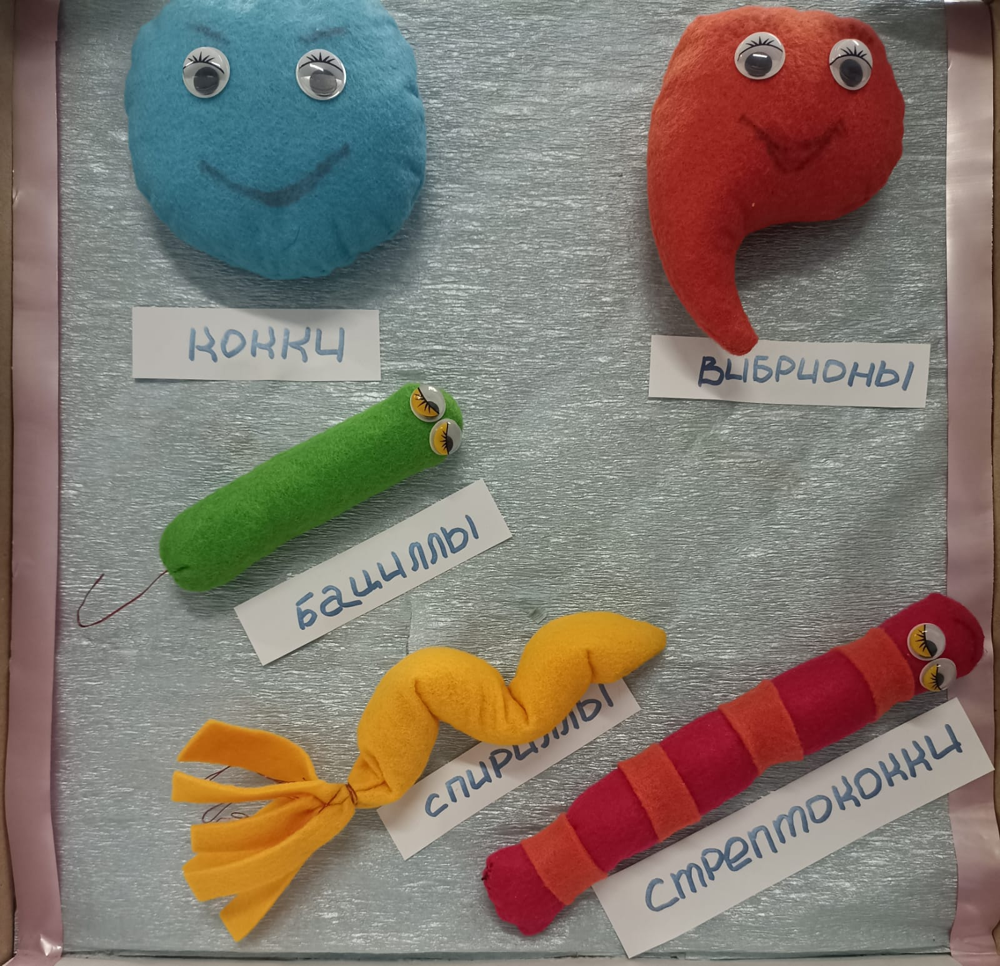 кокки
вибрионы
бациллы
спириллы
стрептококки